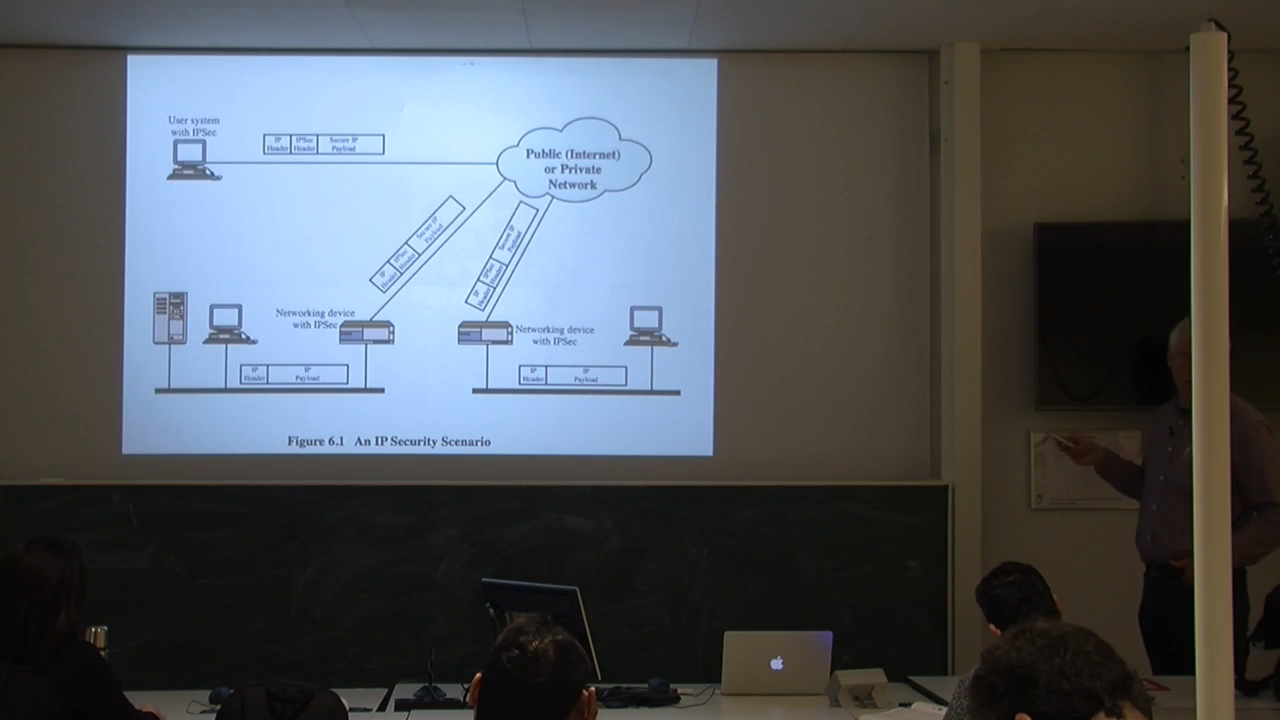 User system
with IPSec
IP
Header
IPSec
Header
Secure IP
Payload
Public (Internet)
or Private
Network
IP
Header
IPSec
Header
Secure IP
Payload
IP
Header
IPSec
Header
Secure IP
Payload
Networking device
with IPSec
Networking device
with IPSec
IP
Header
IP
Payload
IP
Header
IP
Payload
Figure 6.1 An IP Security Scenario